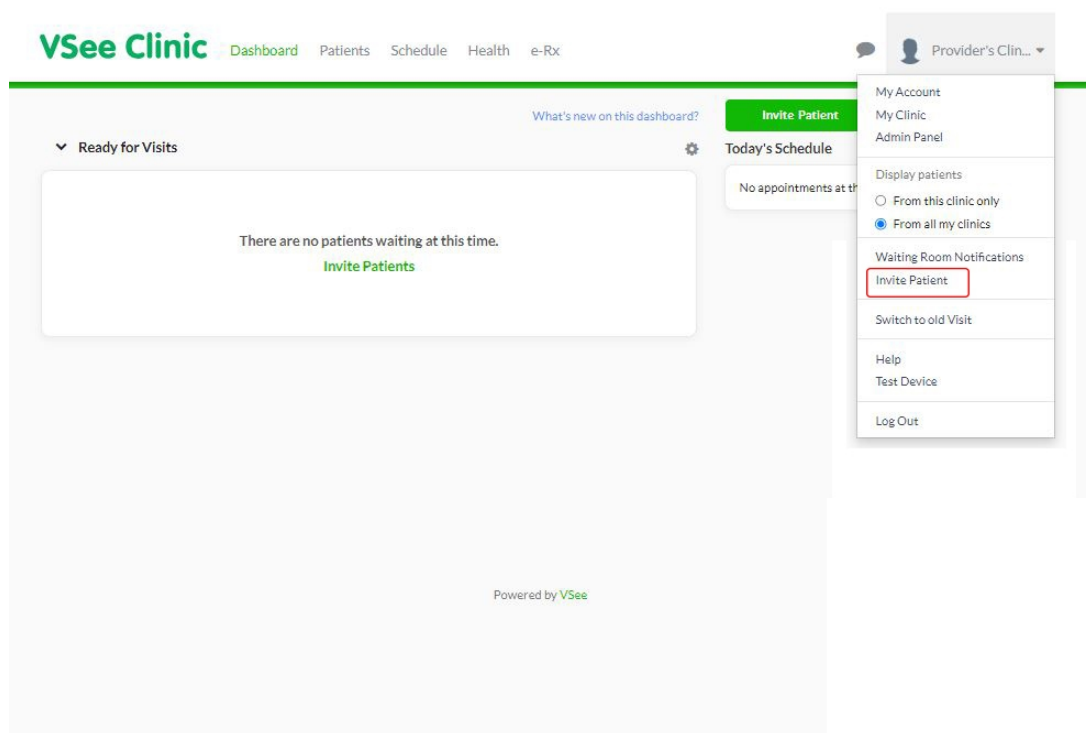 VSee Clinic Dashboard Patients Schedule Health e-Rx Provider's Clin...
What's new on this dashboard?
Ready for Visits
There are no patients waiting at this time.
Invite Patients
Invite Patient
Today's Schedule
No appointments at th
My Account
My Clinic
Admin Panel
Display patients
From this clinic only
From all my clinics
Waiting Room Notifications
Invite Patient
Switch to old Visit
Help
Test Device
Log Out
Powered by VSee